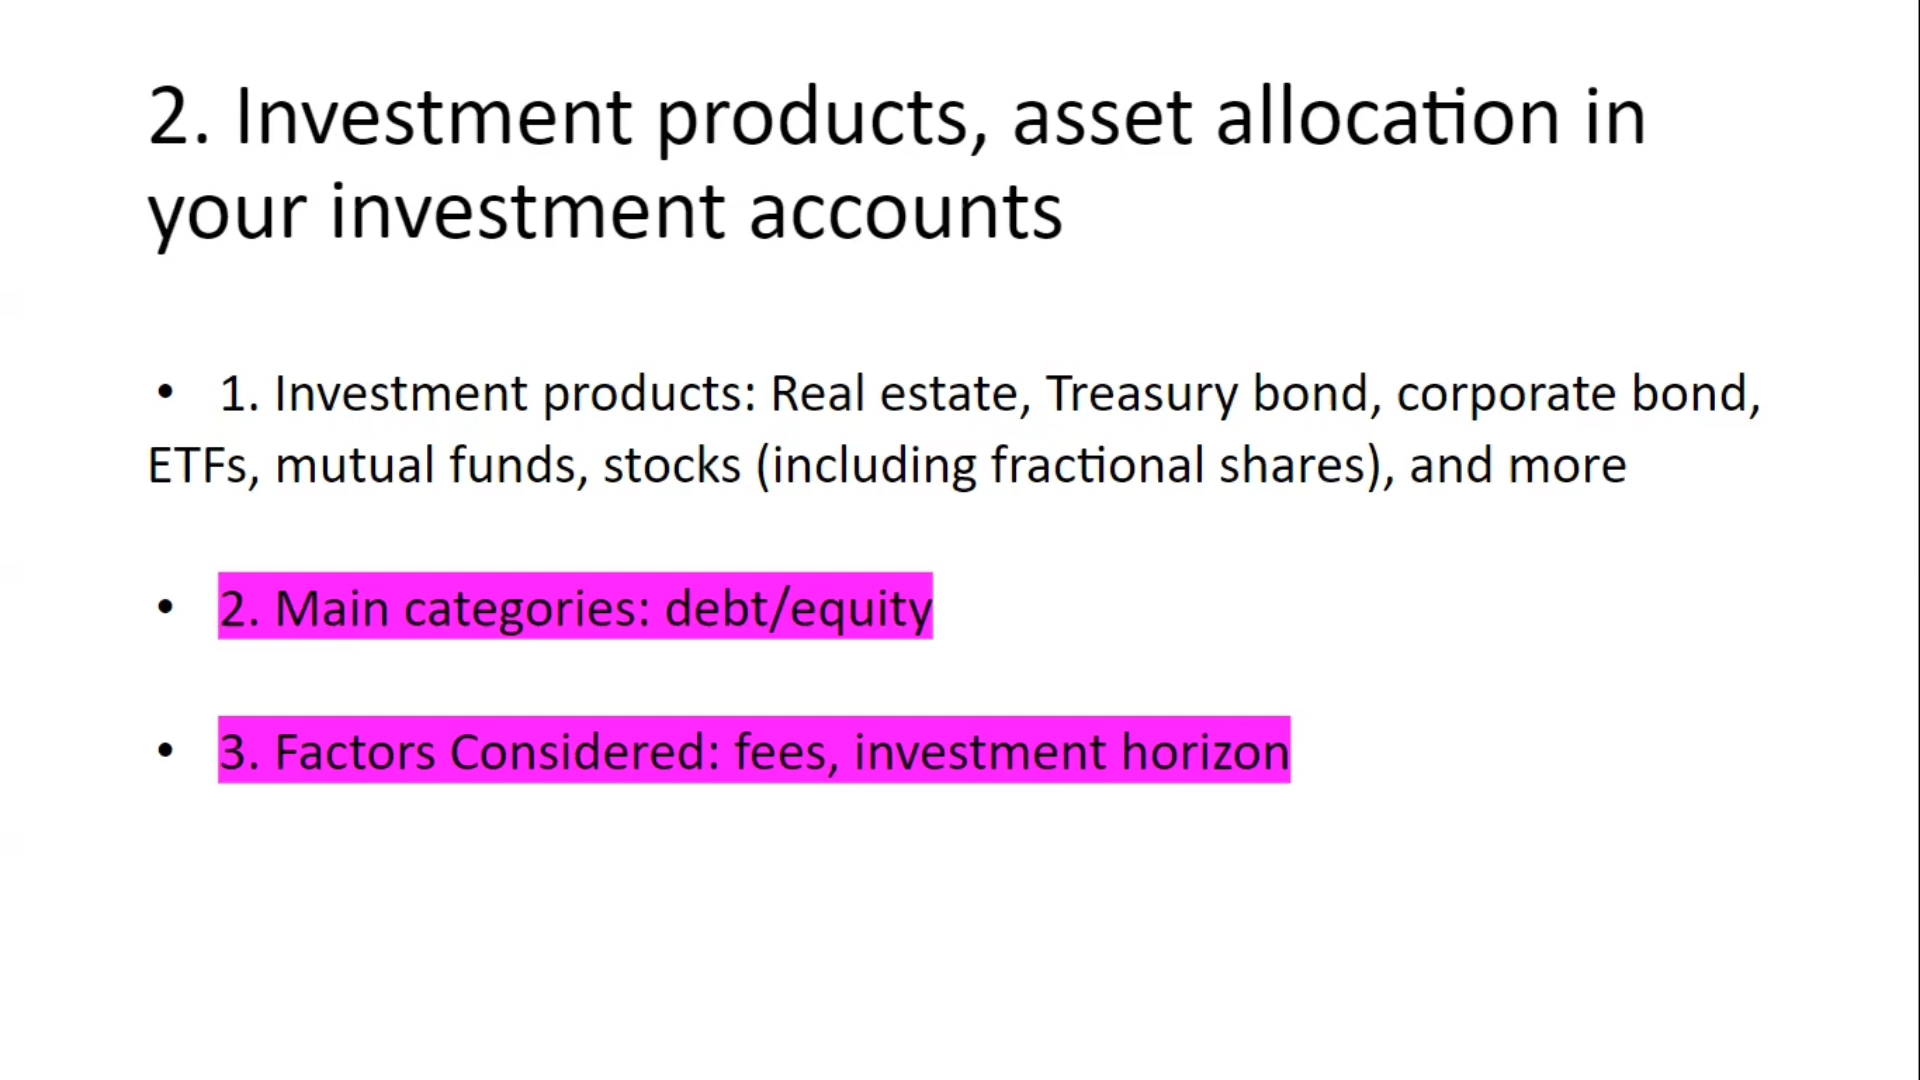 2. Investment products, asset allocation in
your investment accounts
• 1. Investment products: Real estate, Treasury bond, corporate bond,
ETFs, mutual funds, stocks (including fractional shares), and more
• 2. Main categories: debt/equity
• 3. Factors Considered: fees, investment horizon